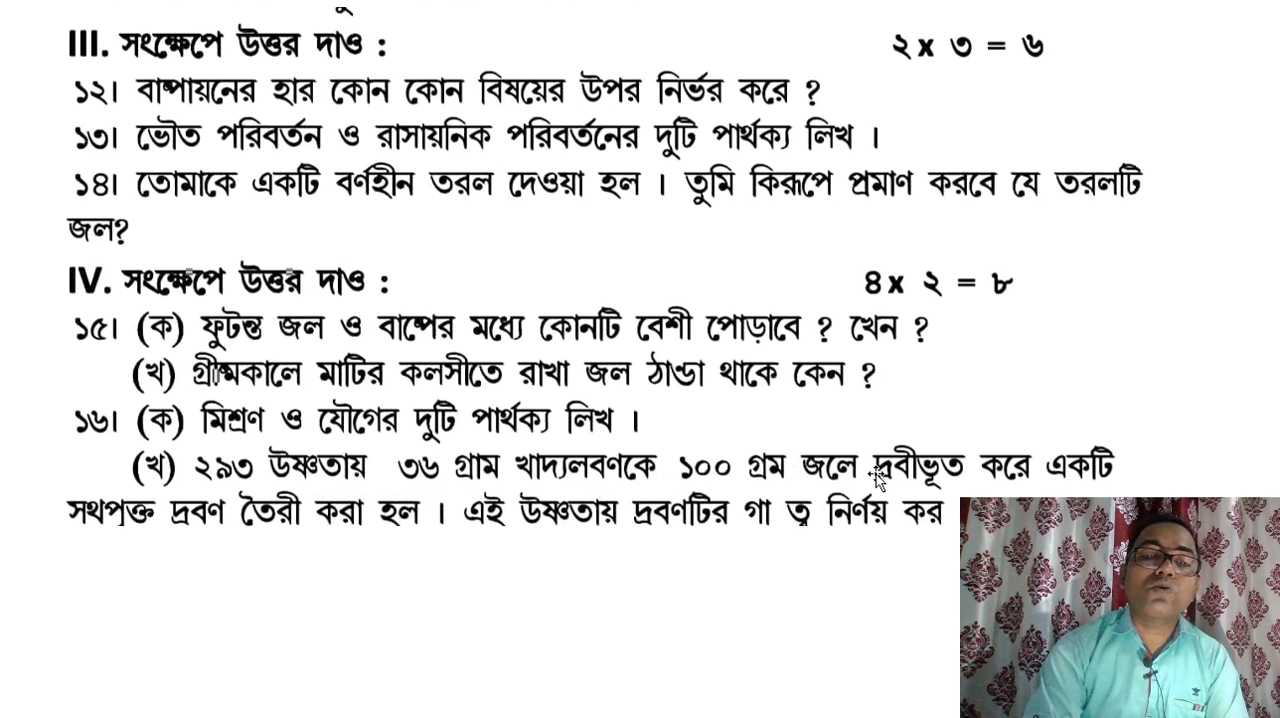 III. সংক্ষেপে উত্তর দাও : ২x ৩ = ৬
১২। বাষ্পায়নের হার কোন কোন বিষয়ের উপর নির্ভর করে ?
১৩। ভৌত পরিবর্তন ও রাসায়নিক পরিবর্তনের দুটি পার্থক্য লিখ ।
১৪। তোমাকে একটি বর্ণহীন তরল দেওয়া হল । তুমি কিরূপে প্রমাণ করবে যে তরলটি
জল?
IV. সংক্ষেপে উত্তর দাও : ৪x ২ = ৮
১৫। (ক) ফুটন্ত জল ও বাষ্পের মধ্যে কোনটি বেশী পোড়াবে ? খেন ?
(খ) গ্রীষ্মকালে মাটির কলসীতে রাখা জল ঠাণ্ডা থাকে কেন ?
১৬। (ক) মিশ্রণ ও যৌগের দুটি পার্থক্য লিখ ।
(খ) ২৯৩ উষ্ণতায় ৩৬ গ্রাম খাদ্যলবণকে ১০০ গ্রম জলে দ্রবীভূত করে একটি
সথপৃক্ত দ্রবণ তৈরী করা হল । এই উষ্ণতায় দ্রবণটির গা ত্ব নির্ণয় কর